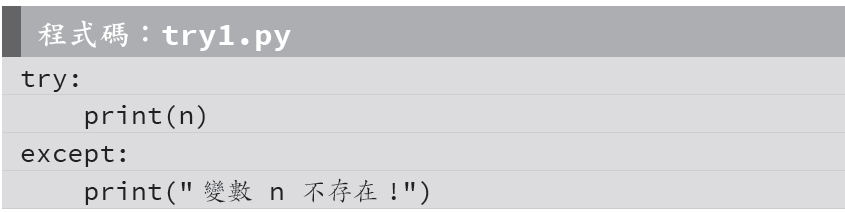 程式碼：try1.py
try:
    print(n)
except:
    print("變數 n 不存在!")